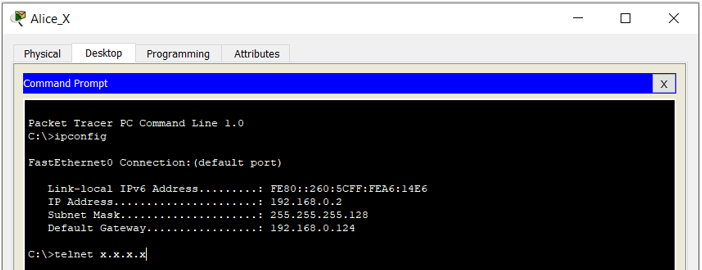 Alice_X
Physical Desktop Programming Attributes
Command Prompt X
Packet Tracer PC Command Line 1.0
C:\>ipconfig
FastEthernet0 Connection:(default port)
Link-local IPv6 Address.........: FE80::260:5CFF:FEA6:14E6
IP Address......................: 192.168.0.2
Subnet Mask.....................: 255.255.255.128
Default Gateway.................: 192.168.0.124
C:\>telnet x.x.x.x